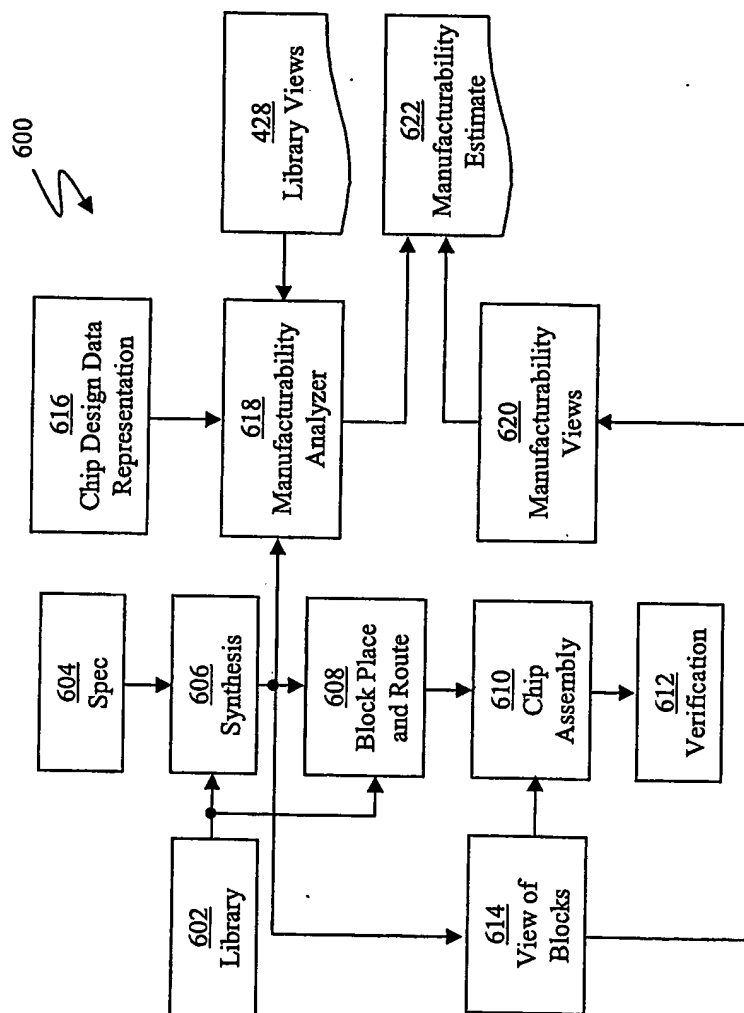 600
616
Chip Design Data
Representation
428
Library Views
604
Spec
618
Manufacturability
Analyzer
606
Synthesis
622
Manufacturability
Estimate
602
Library
608
Block Place
and Route
620
Manufacturability
Views
614
View of
Blocks
610
Chip
Assembly
612
Verification